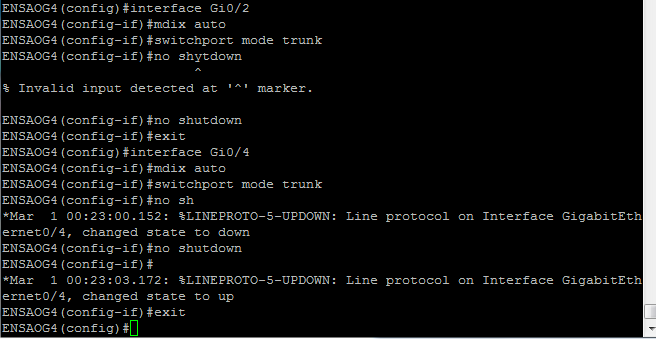 ENSAOG4(config)#interface Gi0/2
ENSAOG4(config-if)#mdix auto
ENSAOG4(config-if)#switchport mode trunk
ENSAOG4(config-if)#no shytdown
^
% Invalid input detected at '^' marker.
ENSAOG4(config-if)#no shutdown
ENSAOG4(config-if)#exit
ENSAOG4(config)#interface Gi0/4
ENSAOG4(config-if)#mdix auto
ENSAOG4(config-if)#switchport mode trunk
ENSAOG4(config-if)#no sh
*Mar  1 00:23:00.152: %LINEPROTO-5-UPDOWN: Line protocol on Interface GigabitEth
ernet0/4, changed state to down
ENSAOG4(config-if)#no shutdown
ENSAOG4(config-if)#
*Mar  1 00:23:03.172: %LINEPROTO-5-UPDOWN: Line protocol on Interface GigabitEth
ernet0/4, changed state to up
ENSAOG4(config-if)#exit
ENSAOG4(config)#